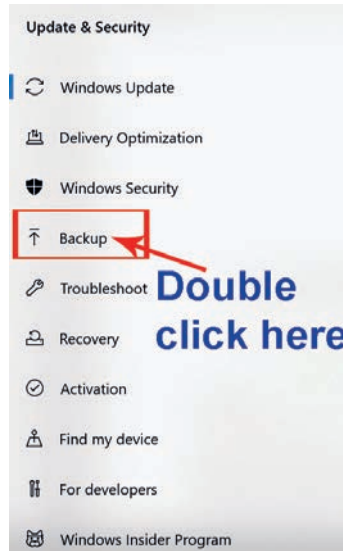 Update & Security
Windows Update
Delivery Optimization
Windows Security
Backup
Troubleshoot
Double
click here
Recovery
Activation
Find my device
For developers
Windows Insider Program